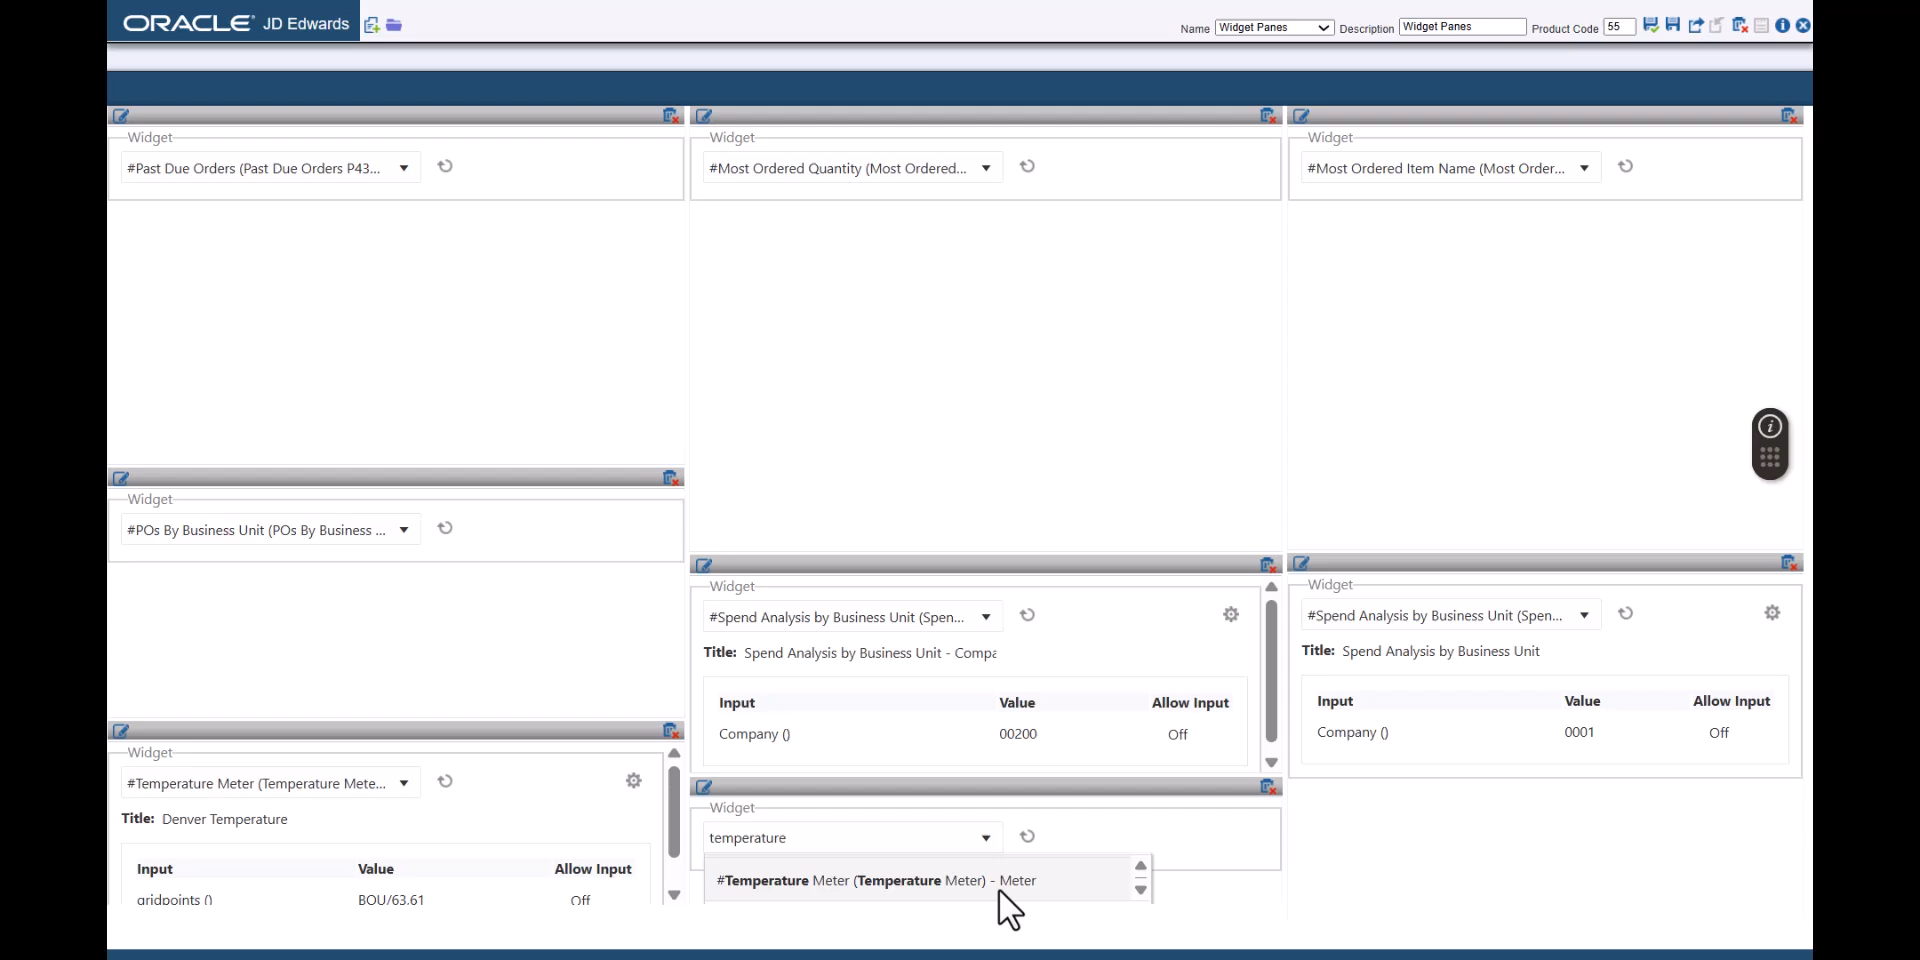 ORACLE JD Edwards
Name Widget Panes Description Widget Panes Product Code 55
Widget
#Past Due Orders (Past Due Orders P43...
Widget
#Most Ordered Quantity (Most Ordered...
Widget
#Most Ordered Item Name (Most Order...
Widget
#POs By Business Unit (POs By Business ...
Widget
#Spend Analysis by Business Unit (Spen...
Title: Spend Analysis by Business Unit - Compa
Input Value Allow Input
Company () 00200 Off
Widget
#Spend Analysis by Business Unit (Spen...
Title: Spend Analysis by Business Unit
Input Value Allow Input
Company () 0001 Off
Widget
#Temperature Meter (Temperature Mete...
Title: Denver Temperature
Input Value Allow Input
gridpoints () BOU/63,61 Off
Widget
temperature
#Temperature Meter (Temperature Meter) - Meter